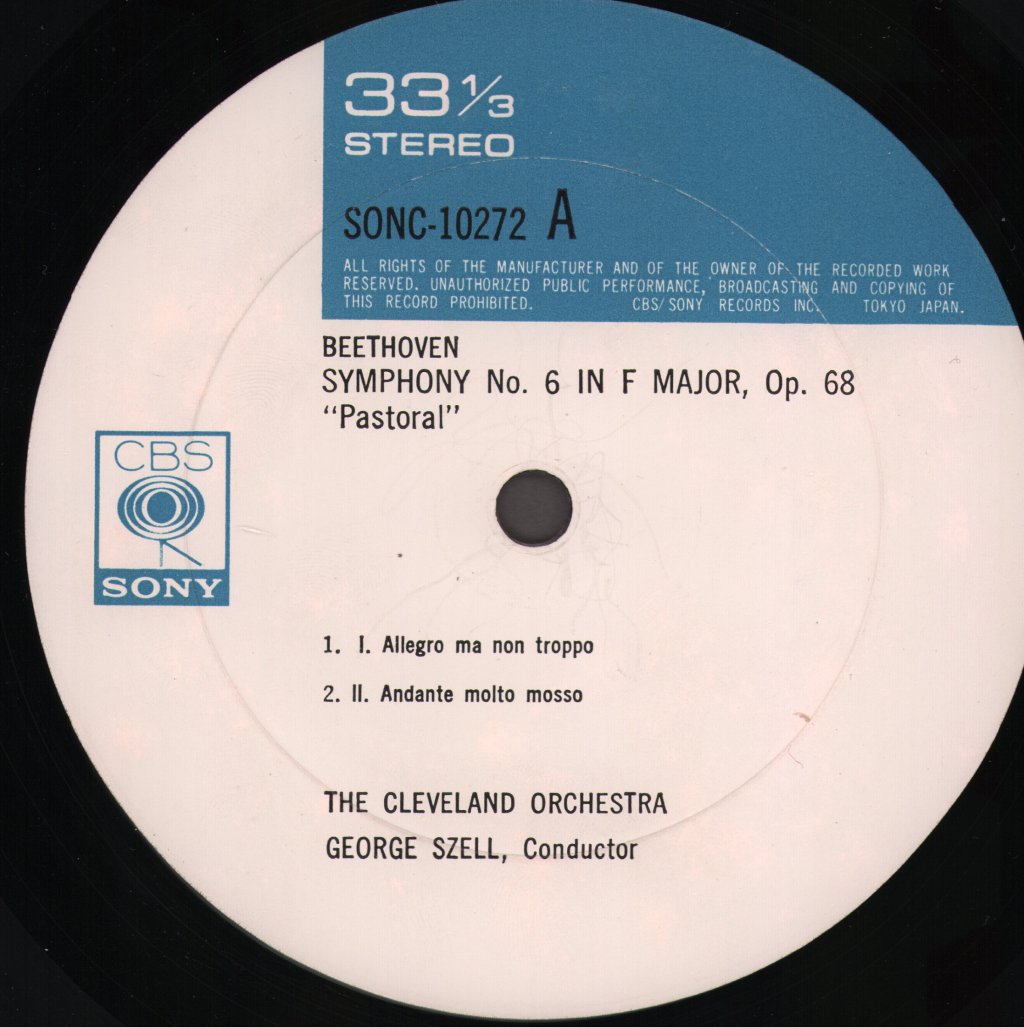 33 1/3
STEREO
SONC-10272 A
ALL RIGHTS OF THE MANUFACTURER AND OF THE OWNER OF THE RECORDED WORK
RESERVED. UNAUTHORIZED PUBLIC PERFORMANCE, BROADCASTING AND COPYING OF
THIS RECORD PROHIBITED. CBS/SONY RECORDS INC. TOKYO JAPAN.
BEETHOVEN
SYMPHONY No. 6 IN F MAJOR, Op. 68
“Pastoral”
CBS
SONY
1. I. Allegro ma non troppo
2. II. Andante molto mosso
THE CLEVELAND ORCHESTRA
GEORGE SZELL, Conductor